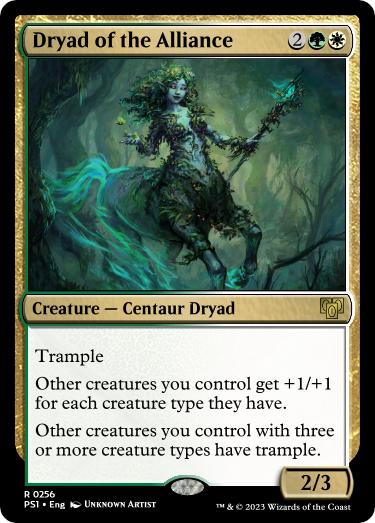 Dryad of the Alliance 2
Creature — Centaur Dryad
Trample
Other creatures you control get +1/+1
for each creature type they have.
Other creatures you control with three
or more creature types have trample.
2/3
R 0256
PS1 • Eng Unknown Artist
™ & © 2023 Wizards of the Coast